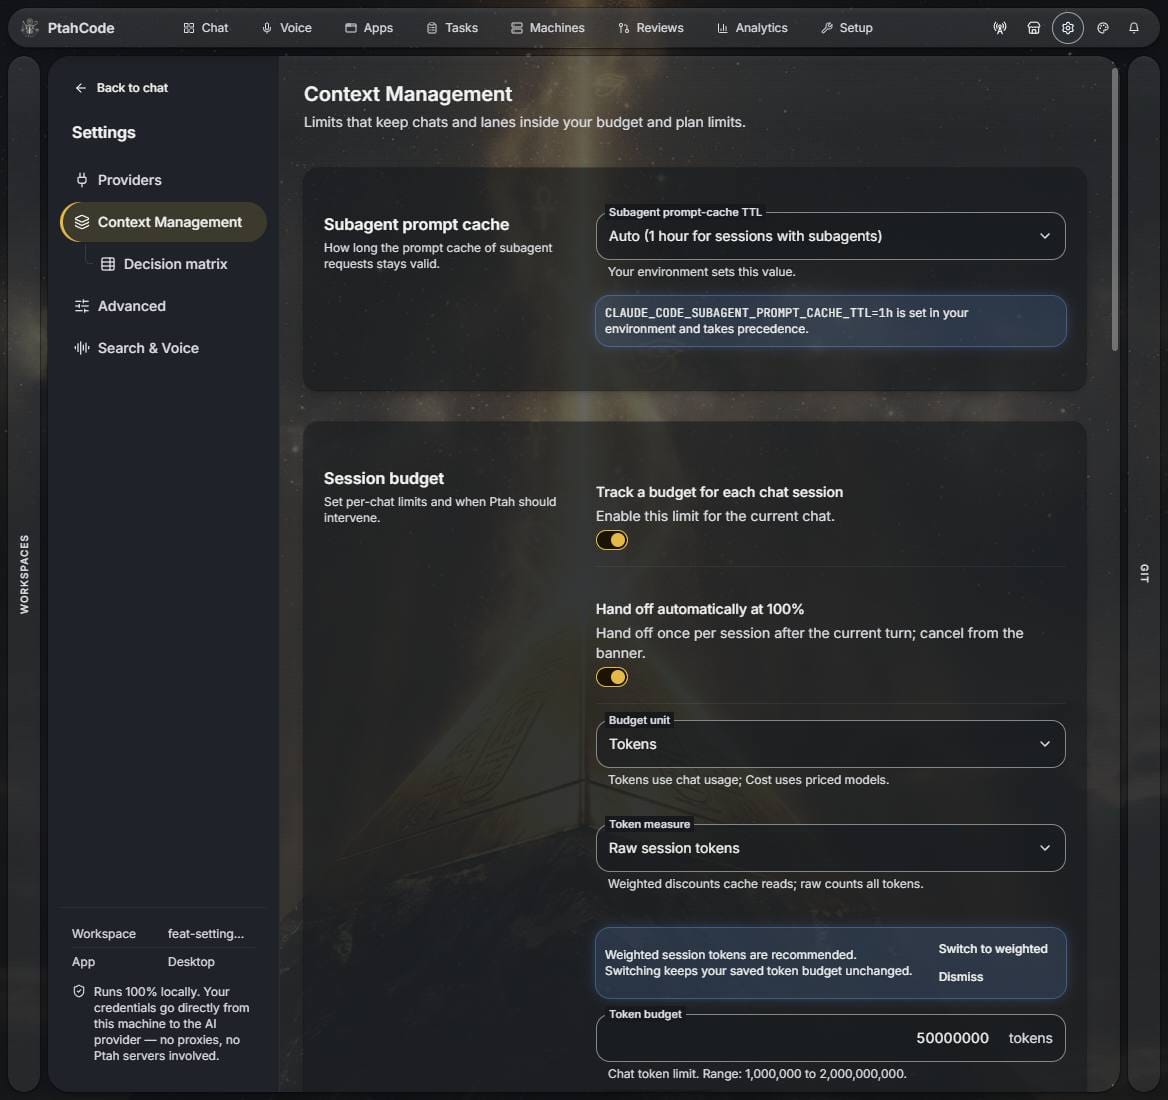 PtahCode
Chat
Voice
Apps
Tasks
Machines
Reviews
Analytics
Setup
WORKSPACES
Back to chat
Settings
Providers
Context Management
Decision matrix
Advanced
Search & Voice
Workspace feat-setting...
App Desktop
Runs 100% locally. Your
credentials go directly from
this machine to the AI
provider — no proxies, no
Ptah servers involved.
Context Management
Limits that keep chats and lanes inside your budget and plan limits.
Subagent prompt cache
How long the prompt cache of subagent
requests stays valid.
Subagent prompt-cache TTL
Auto (1 hour for sessions with subagents)
Your environment sets this value.
CLAUDE_CODE_SUBAGENT_PROMPT_CACHE_TTL=1h is set in your
environment and takes precedence.
Session budget
Set per-chat limits and when Ptah should
intervene.
Track a budget for each chat session
Enable this limit for the current chat.
Hand off automatically at 100%
Hand off once per session after the current turn; cancel from the
banner.
Budget unit
Tokens
Tokens use chat usage; Cost uses priced models.
Token measure
Raw session tokens
Weighted discounts cache reads; raw counts all tokens.
Weighted session tokens are recommended.
Switching keeps your saved token budget unchanged.
Switch to weighted
Dismiss
Token budget
50000000 tokens
Chat token limit. Range: 1,000,000 to 2,000,000,000.
GIT